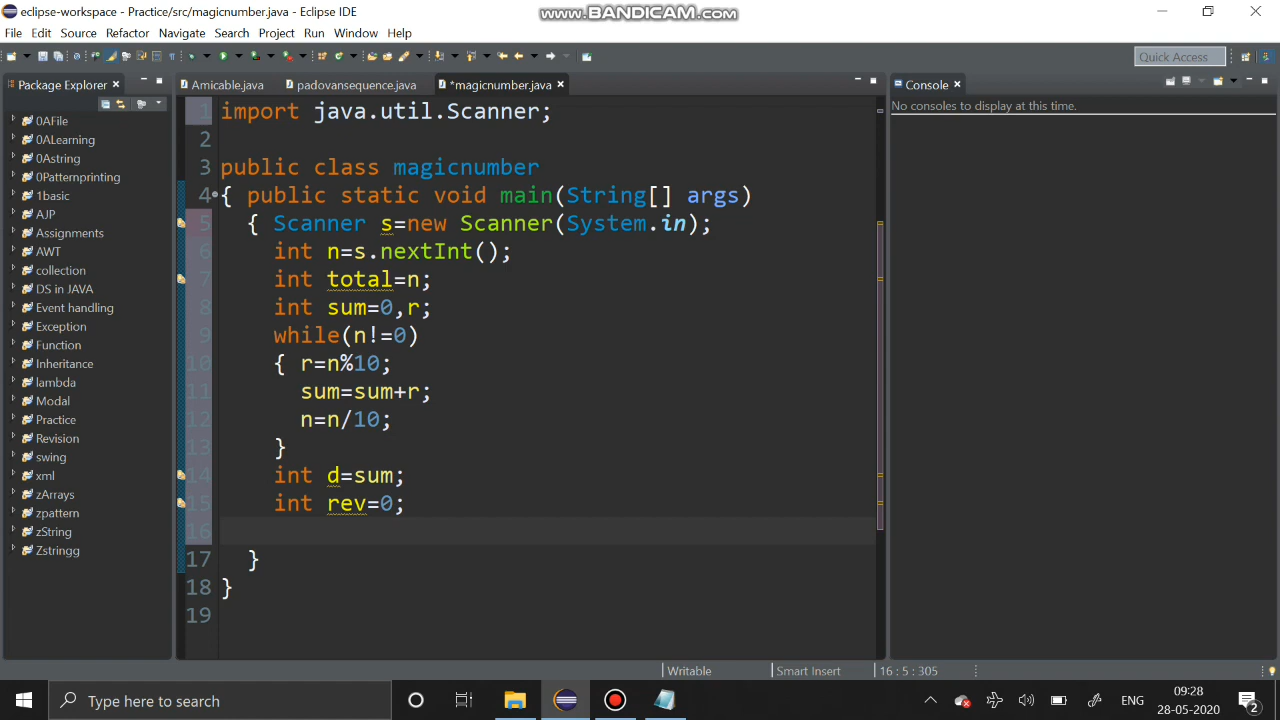 eclipse-workspace - Practice/src/magicnumber.java - Eclipse IDE
www.BANDICAM.com
File Edit Source Refactor Navigate Search Project Run Window Help
Quick Access
Package Explorer
Amicable.java
padovansequence.java
*magicnumber.java
Console
No consoles to display at this time.
0AFile
0ALearning
0Astring
0Patternprinting
1basic
AJP
Assignments
AWT
collection
DS in JAVA
Event handling
Exception
Function
Inheritance
lambda
Modal
Practice
Revision
swing
xml
zArrays
zpattern
zString
Zstringg
1 import java.util.Scanner;
2
3 public class magicnumber
4 { public static void main(String[] args)
5 { Scanner s=new Scanner(System.in);
6 int n=s.nextInt();
7 int total=n;
8 int sum=0,r;
9 while(n!=0)
10 { r=n%10;
11 sum=sum+r;
12 n=n/10;
13 }
14 int d=sum;
15 int rev=0;
16
17 }
18 }
19
Writable
Smart Insert
16 : 5 : 305
Type here to search
ENG
09:28
28-05-2020
2